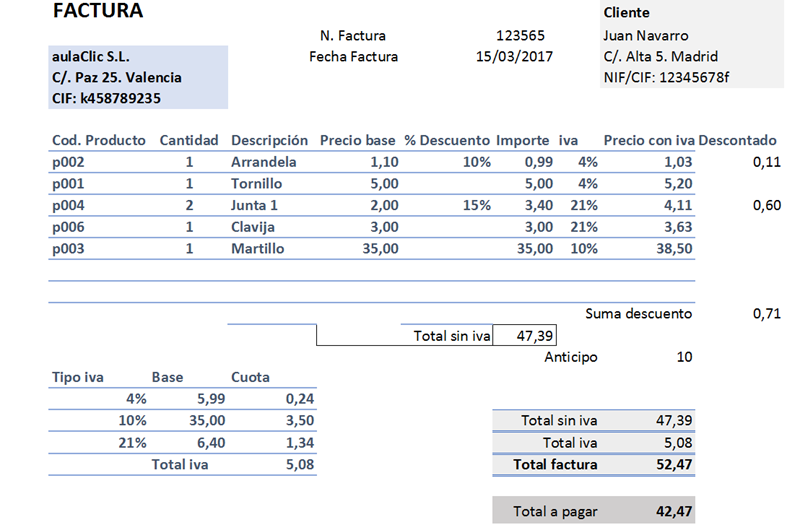 FACTURA
Cliente
N. Factura 123565 Juan Navarro
aulaClic S.L. Fecha Factura 15/03/2017 C/. Alta 5. Madrid
C/. Paz 25. Valencia NIF/CIF: 12345678f
CIF: k458789235
Cod. Producto Cantidad Descripción Precio base % Descuento Importe iva Precio con iva Descontado
p002 1 Arrandela 1,10 10% 0,99 4% 1,03 0,11
p001 1 Tornillo 5,00 5,00 4% 5,20
p004 2 Junta 1 2,00 15% 3,40 21% 4,11 0,60
p006 1 Clavija 3,00 3,00 21% 3,63
p003 1 Martillo 35,00 35,00 10% 38,50
Suma descuento 0,71
Total sin iva 47,39
Anticipo 10
Tipo iva Base Cuota
4% 5,99 0,24
10% 35,00 3,50
21% 6,40 1,34
Total iva 5,08
Total sin iva 47,39
Total iva 5,08
Total factura 52,47
Total a pagar 42,47